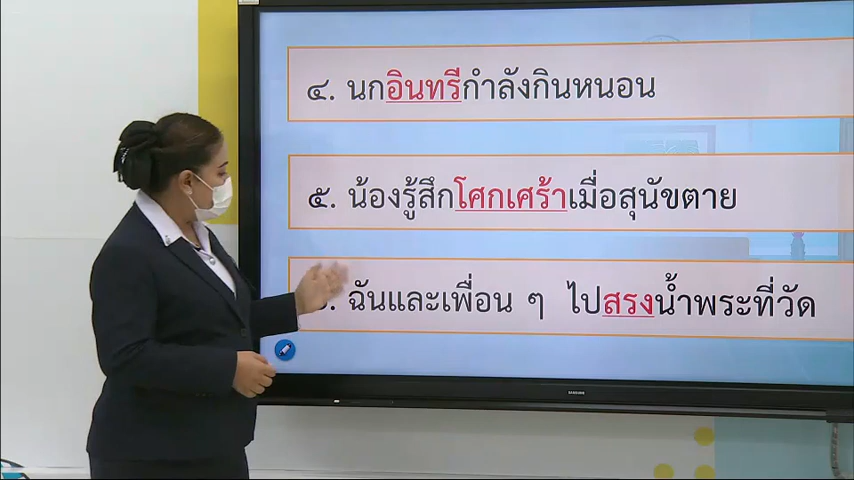 ๔. นกอินทรีกำลังกินหนอน
๕. น้องรู้สึกโศกเศร้าเมื่อสุนัขตาย
ฉันและเพื่อน ๆ ไปสรงน้ำพระที่วัด
SAMSUNG